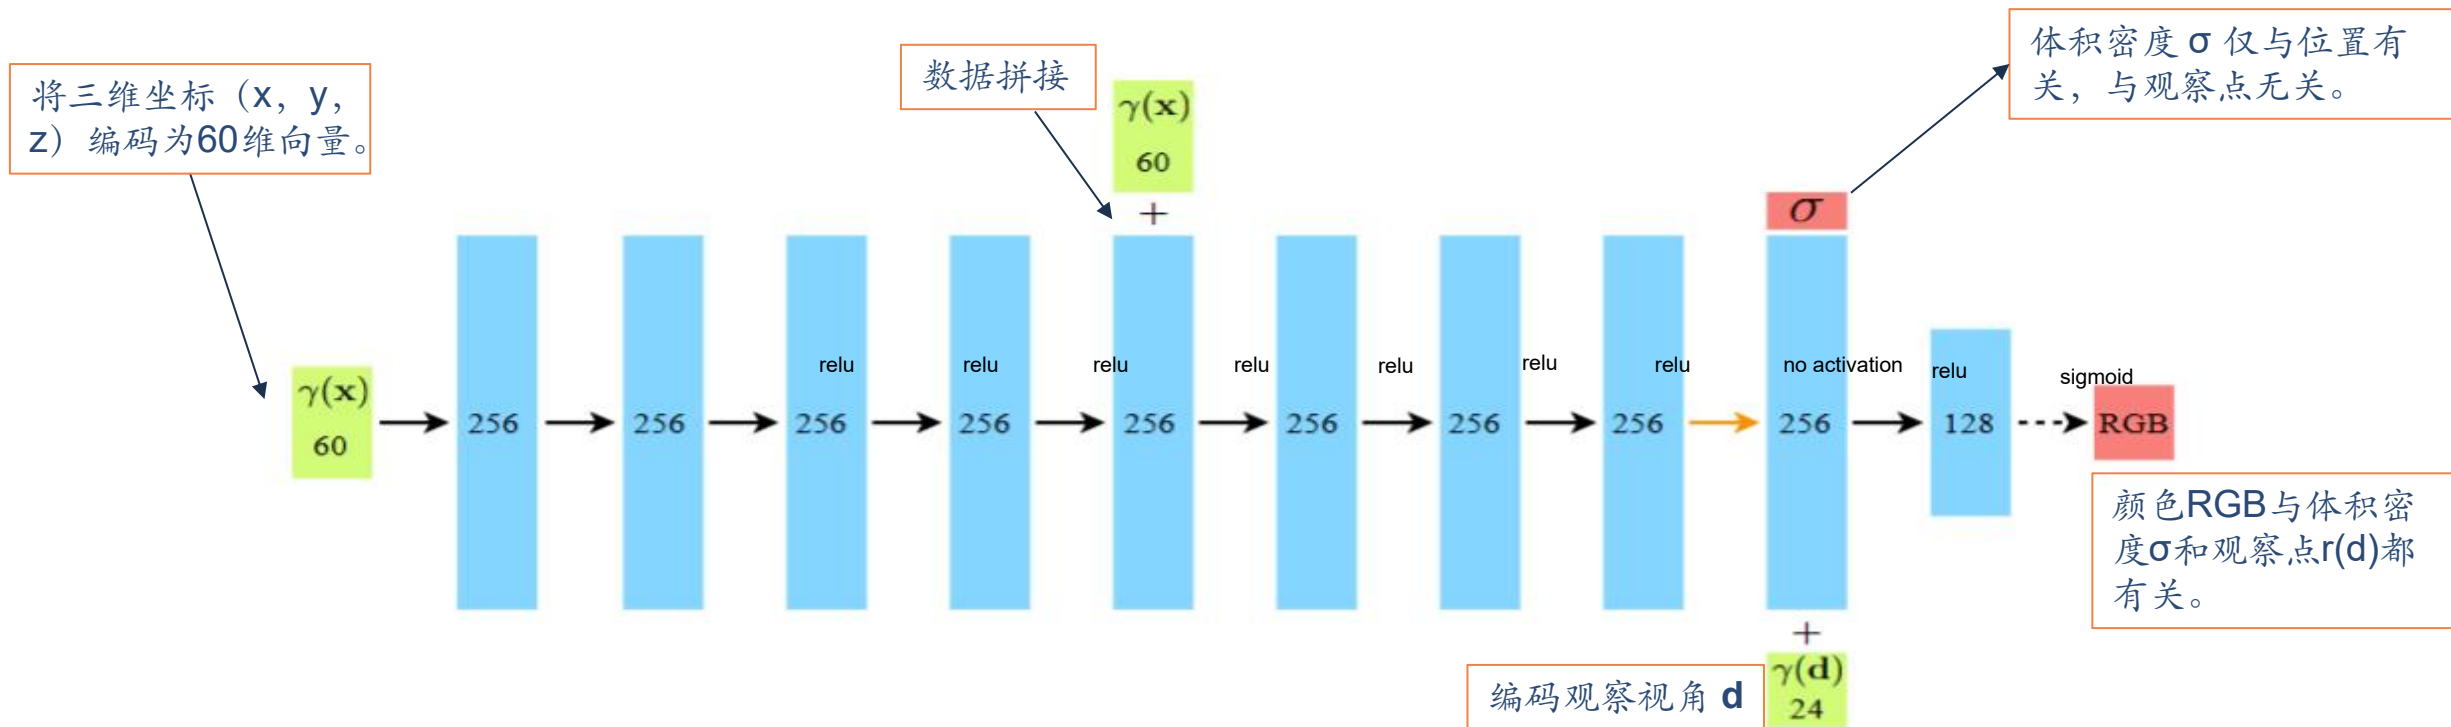 将三维坐标（x，y，
z）编码为60维向量。
数据拼接
体积密度 σ 仅与位置有
关，与观察点无关。
γ(x)
60
+
σ
relu
relu
relu
relu
relu
relu
relu
no activation
relu
sigmoid
γ(x)
60
256
256
256
256
256
256
256
256
256
128
RGB
颜色RGB与体积密
度σ和观察点r(d)都
有关。
+
编码观察视角 d
γ(d)
24